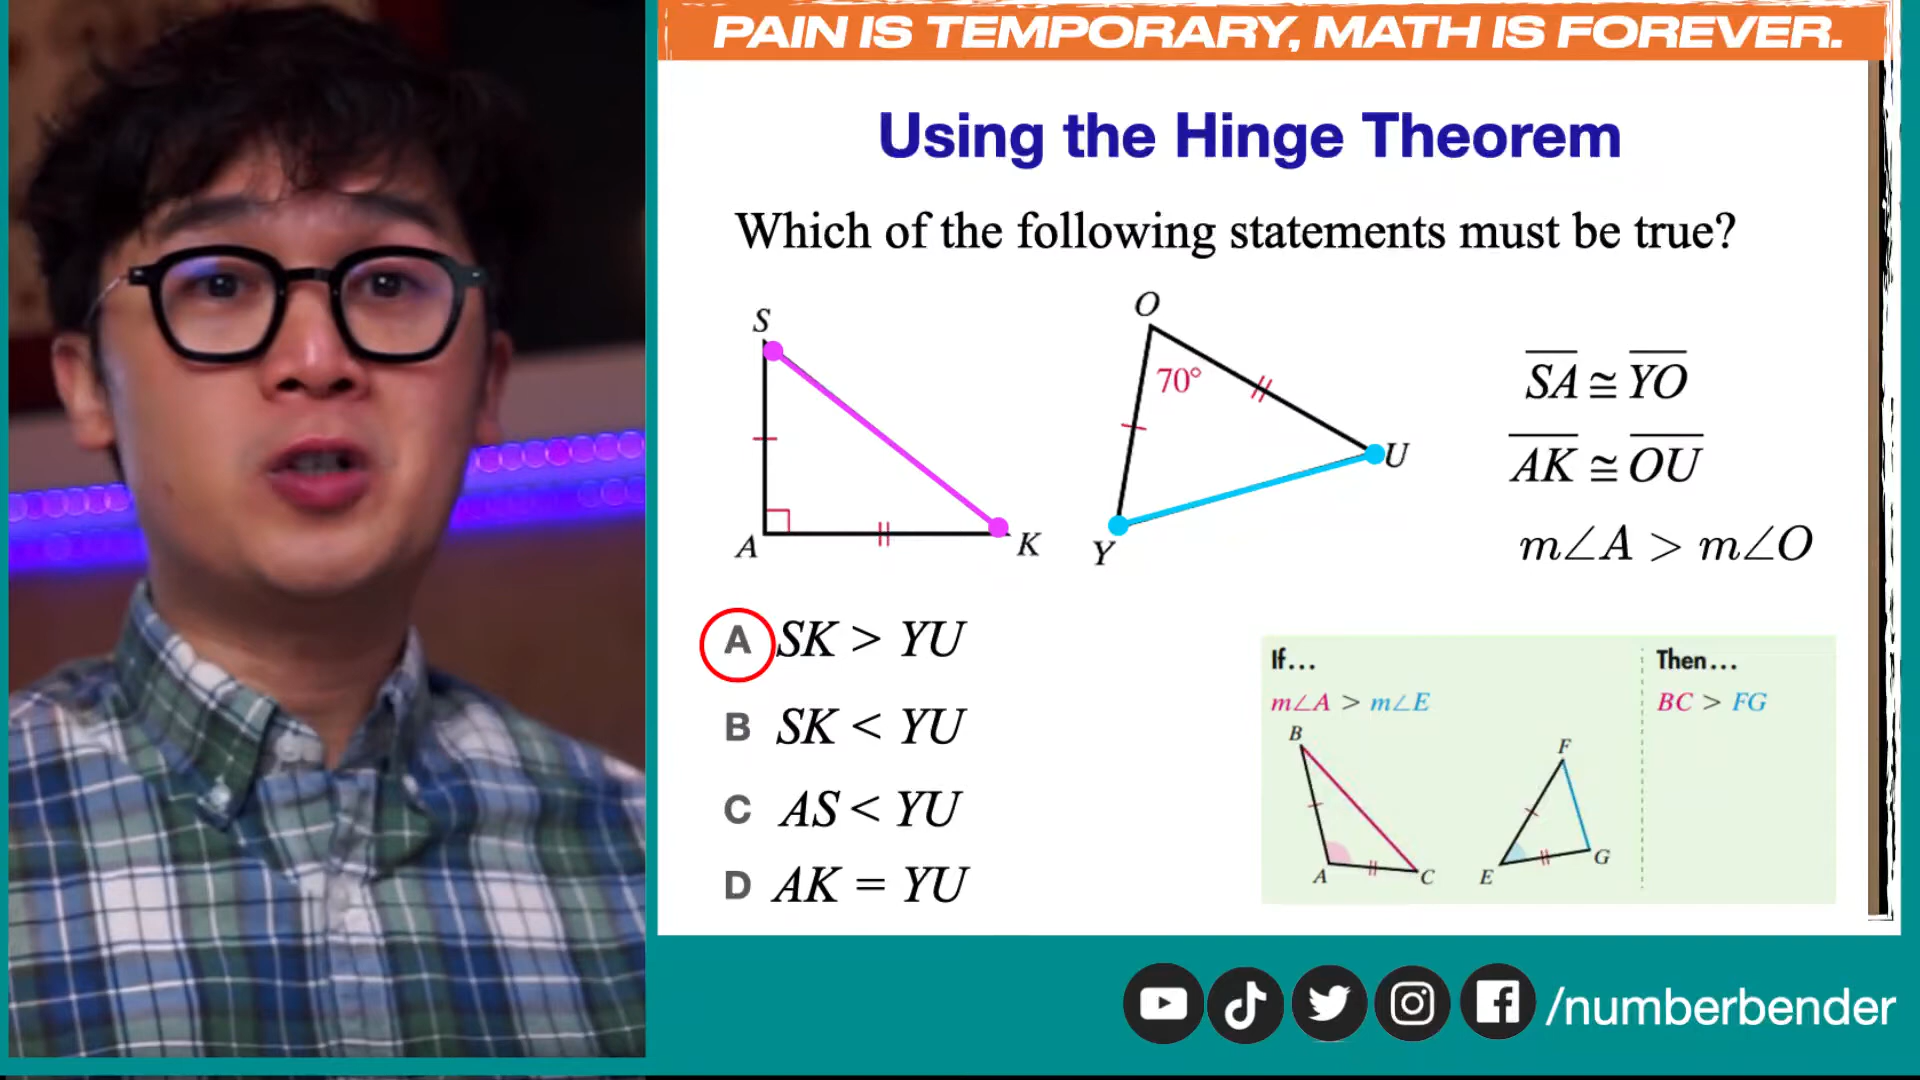 PAIN IS TEMPORARY, MATH IS FOREVER.
Using the Hinge Theorem
Which of the following statements must be true?
S
A
K
O
70°
U
Y
SA ≅ YO
AK ≅ OU
m∠A > m∠O
A SK > YU
B SK < YU
C AS < YU
D AK = YU
If...
m∠A > m∠E
B
A
C
F
E
G
Then...
BC > FG
/numberbender